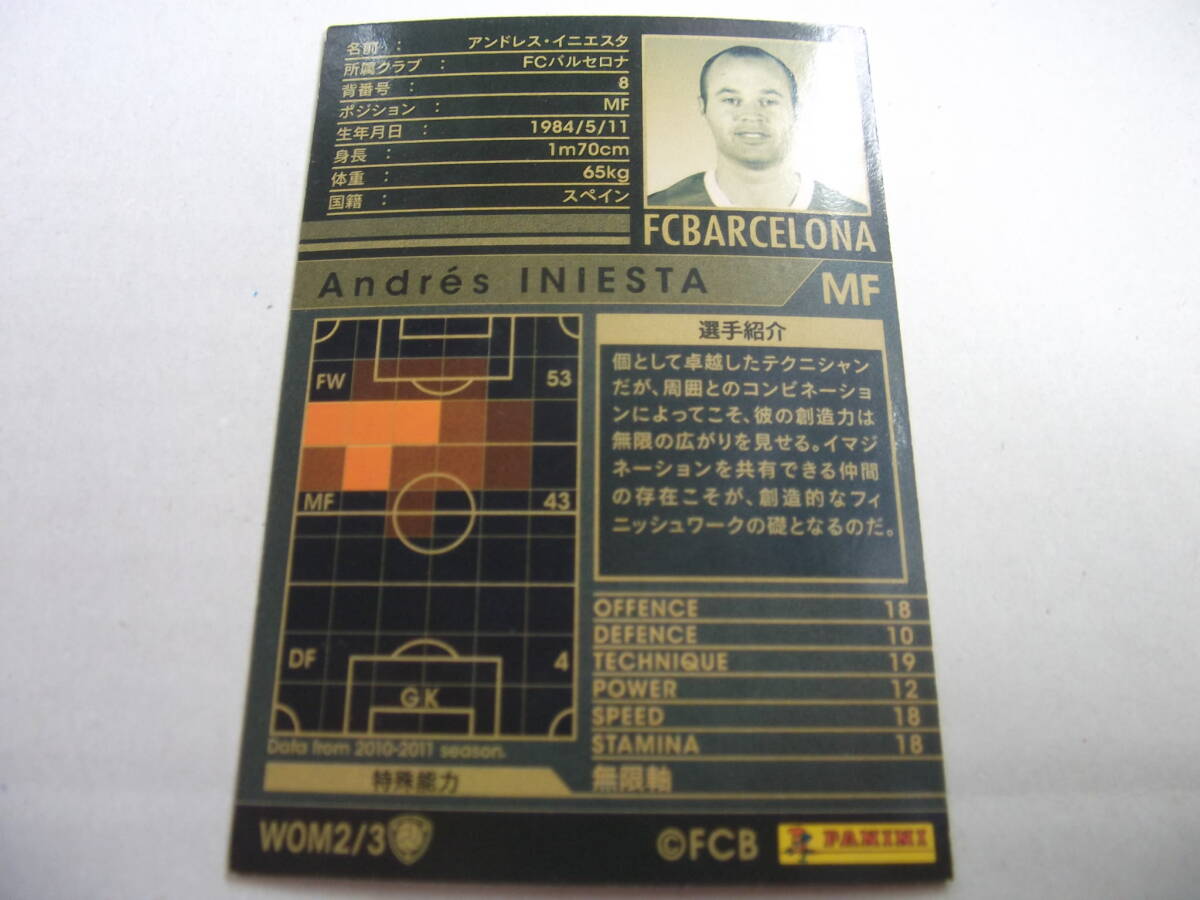 名前 : アンドレス・イニエスタ
所属クラブ : FCバルセロナ
背番号 : 8
ポジション : MF
生年月日 : 1984/5/11
身長 : 1m70cm
体重 : 65kg
国籍 : スペイン
FCBARCELONA
Andrés INIESTA MF
FW 53
MF 43
DF 4
GK
Data from 2010-2011 season.
選手紹介
個として卓越したテクニシャン
だが、周囲とのコンビネーショ
ンによってこそ、彼の創造力は
無限の広がりを見せる。イマジ
ネーションを共有できる仲間
の存在こそが、創造的なフィ
ニッシュワークの礎となるのだ。
OFFENCE 18
DEFENCE 10
TECHNIQUE 19
POWER 12
SPEED 18
STAMINA 18
特殊能力 無限軸
WOM2/3 ©FCB PANINI